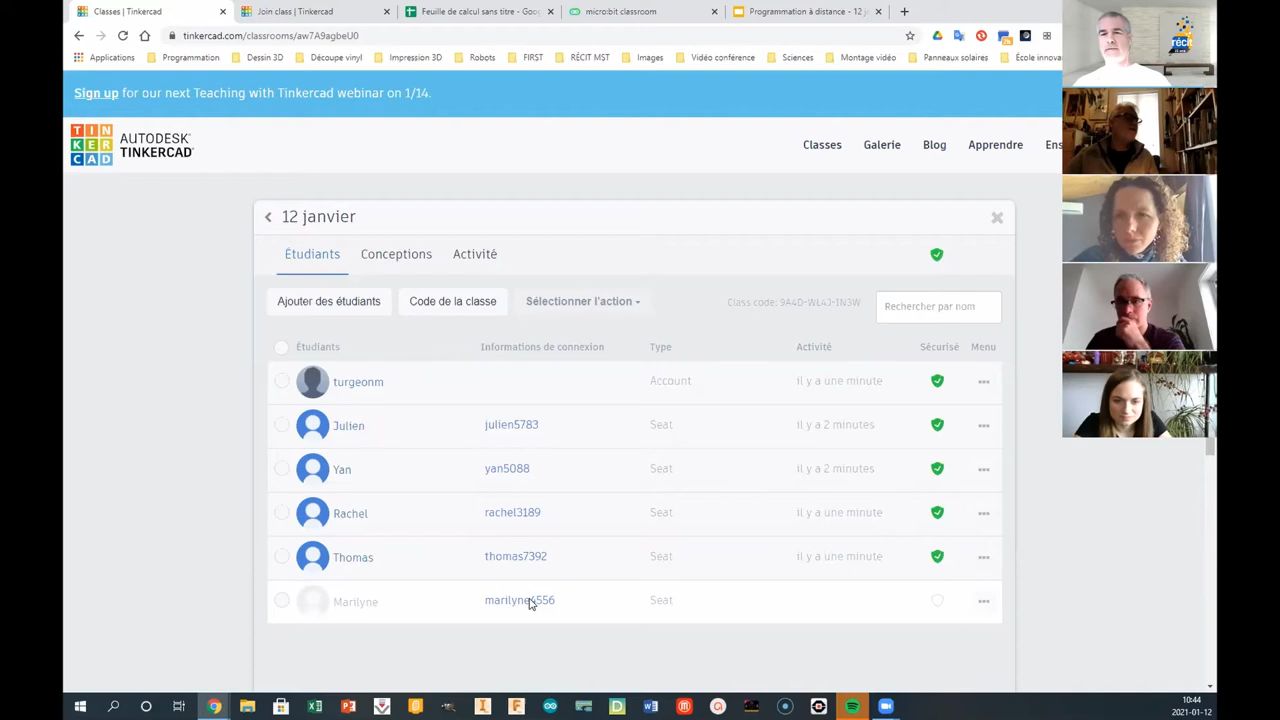 Classes | Tinkercad
Join class | Tinkercad
Feuille de calcul sans titre - Goog
micro:bit classroom
Programmation à distance - 12 j
tinkercad.com/classrooms/aw7A9agbeU0
Applications
Programmation
Dessin 3D
Découpe vinyl
Impression 3D
Robots
FIRST
RÉCIT MST
Images
Vidéo conférence
Sciences
Montage vidéo
Panneaux solaires
École innova
Sign up for our next Teaching with Tinkercad webinar on 1/14.
TIN
KER
CAD
AUTODESK
TINKERCAD
Classes
Galerie
Blog
Apprendre
Ens
récit
12 janvier
Étudiants
Conceptions
Activité
Ajouter des étudiants
Code de la classe
Sélectionner l'action
Class code: 9A4D-WL4J-IN3W
Rechercher par nom
Étudiants Informations de connexion Type Activité Sécurisé Menu
turgeonm Account il y a une minute
Julien julien5783 Seat il y a 2 minutes
Yan yan5088 Seat il y a 2 minutes
Rachel rachel3189 Seat il y a une minute
Thomas thomas7392 Seat il y a une minute
Marilyne marilyne4556 Seat
10:44
2021-01-12